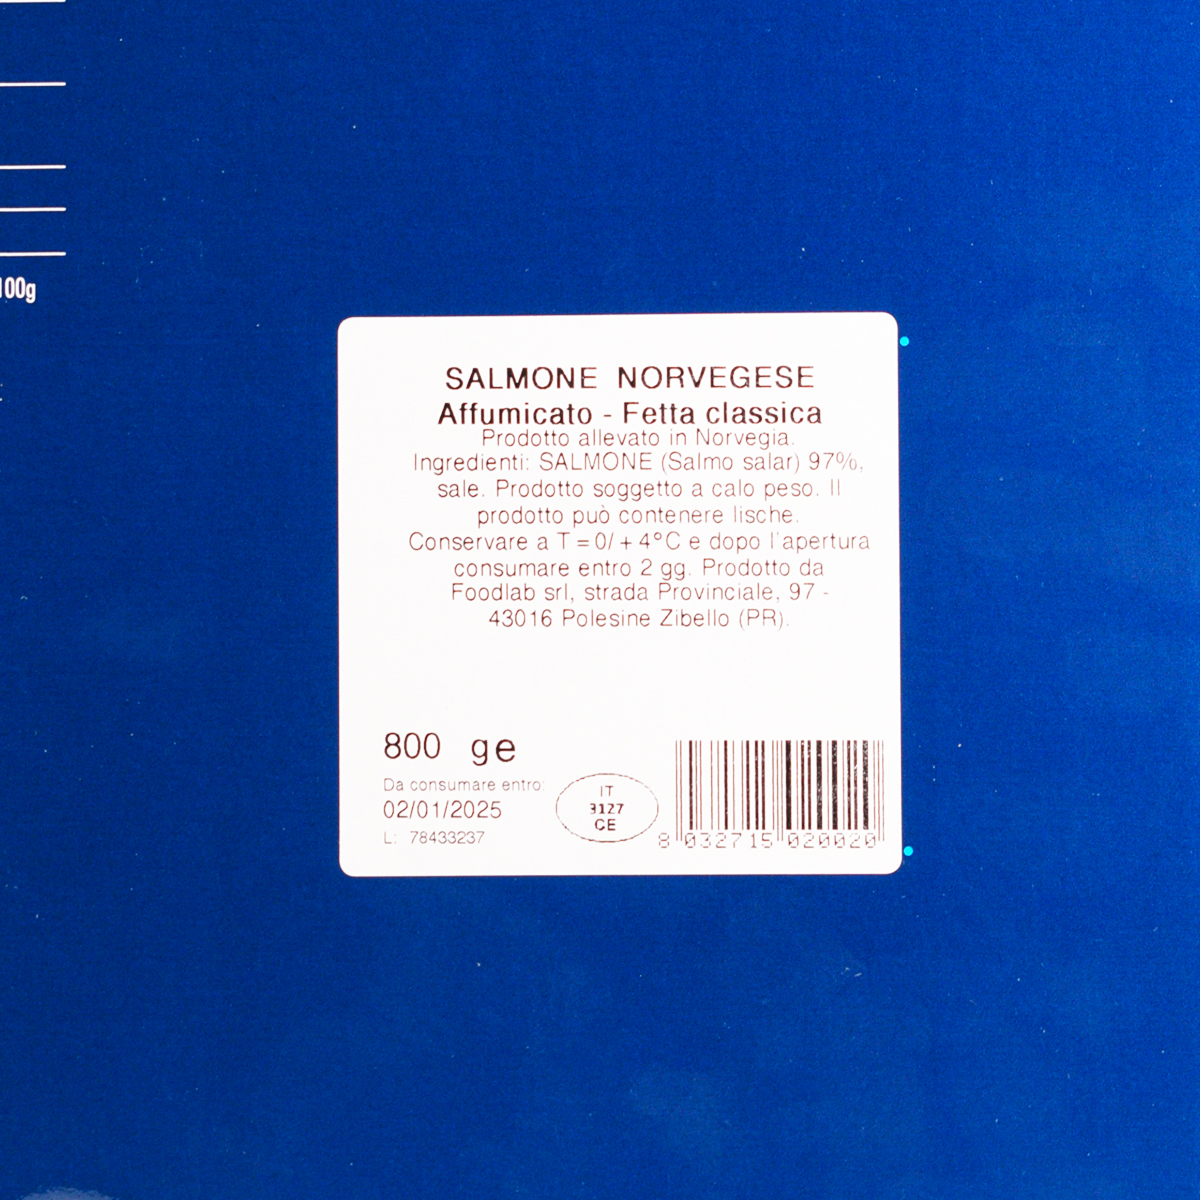 100g
SALMONE NORVEGESE
Affumicato - Fetta classica
Prodotto allevato in Norvegia.
Ingredienti: SALMONE (Salmo salar) 97%,
sale. Prodotto soggetto a calo peso. Il
prodotto può contenere lische.
Conservare a T=0/+4°C e dopo l'apertura
consumare entro 2 gg. Prodotto da
Foodlab srl, strada Provinciale, 97 -
43016 Polesine Zibello (PR).
800 ge
Da consumare entro:
02/01/2025
L: 78433237
IT
3127
CE
8 032715 020020